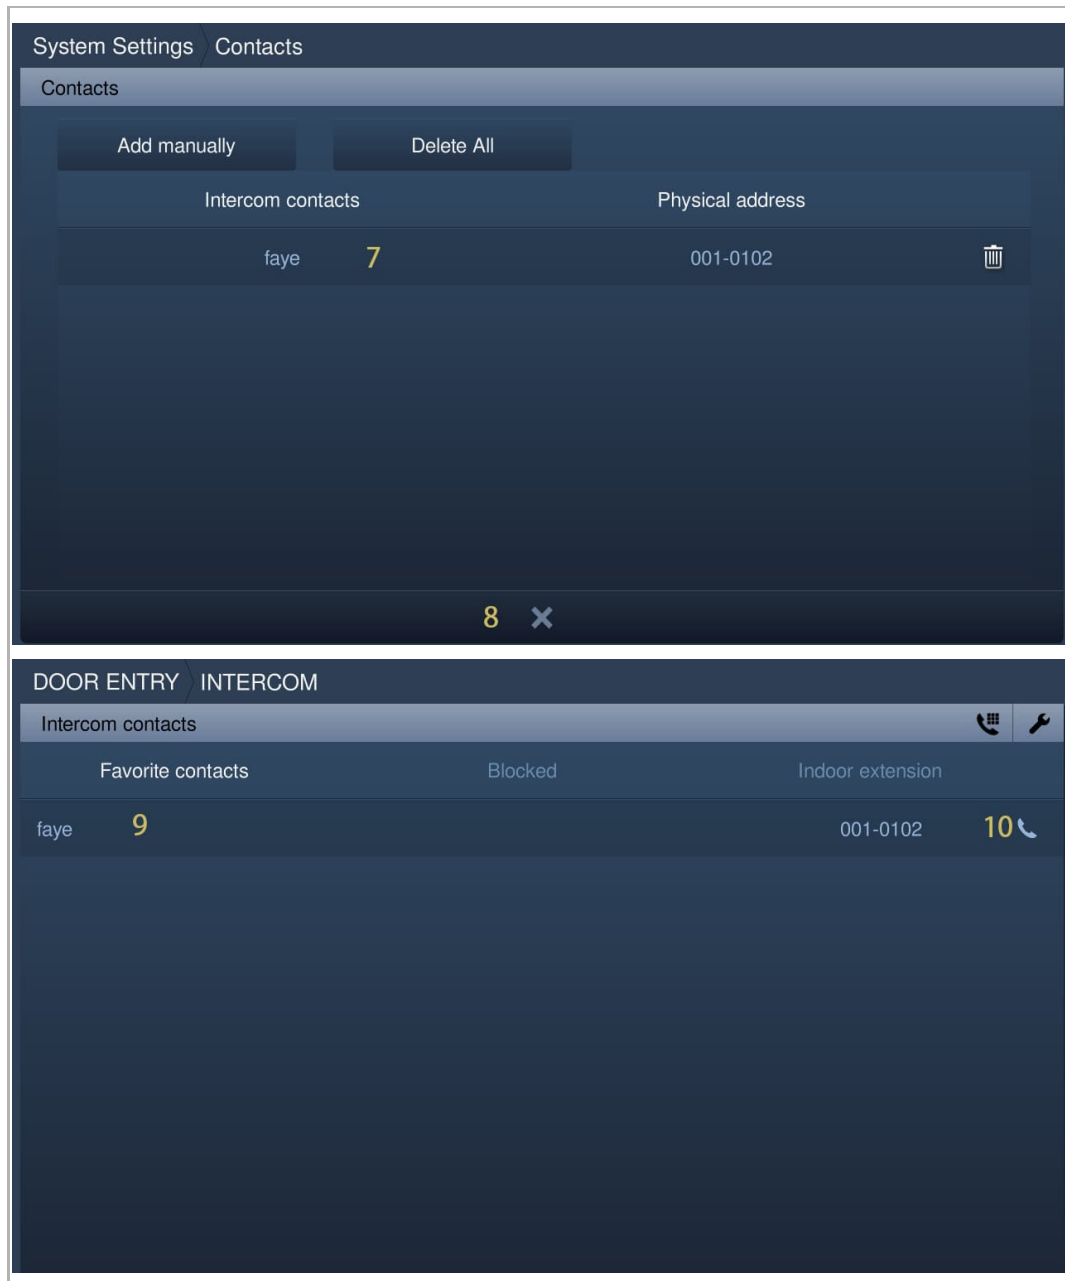 System Settings Contacts
Contacts
Add manually Delete All
Intercom contacts Physical address
faye 7 001-0102
8
DOOR ENTRY INTERCOM
Intercom contacts
Favorite contacts Blocked Indoor extension
faye 9 001-0102 10